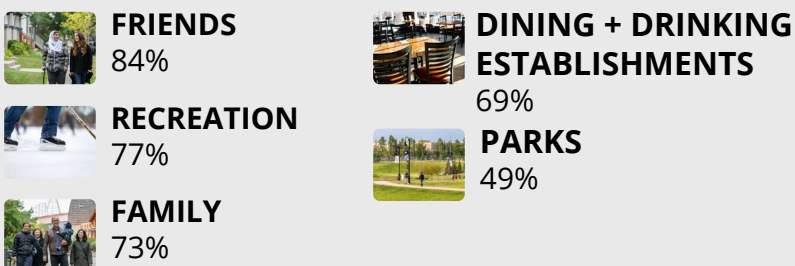 FRIENDS
84%
RECREATION
77%
FAMILY
73%
DINING + DRINKING
ESTABLISHMENTS
69%
PARKS
49%